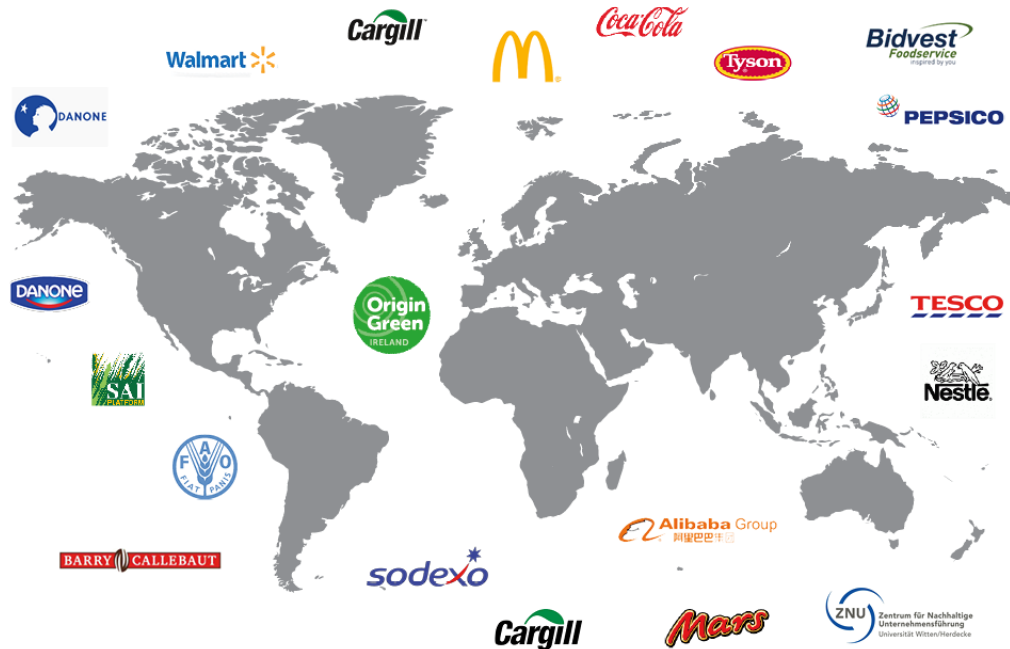 Cargill
Coca-Cola
Walmart
Tyson
Bidvest
Foodservice
inspired by you
DANONE
PEPSICO
DANONE
Origin
Green
IRELAND
TESCO
SAI
PLATFORM
Nestlé
F A O
FIAT PANIS
Alibaba Group
阿里巴巴集团
BARRY CALLEBAUT
sodexo
Cargill
Mars
ZNU
Zentrum für Nachhaltige
Unternehmensführung
Universität Witten/Herdecke